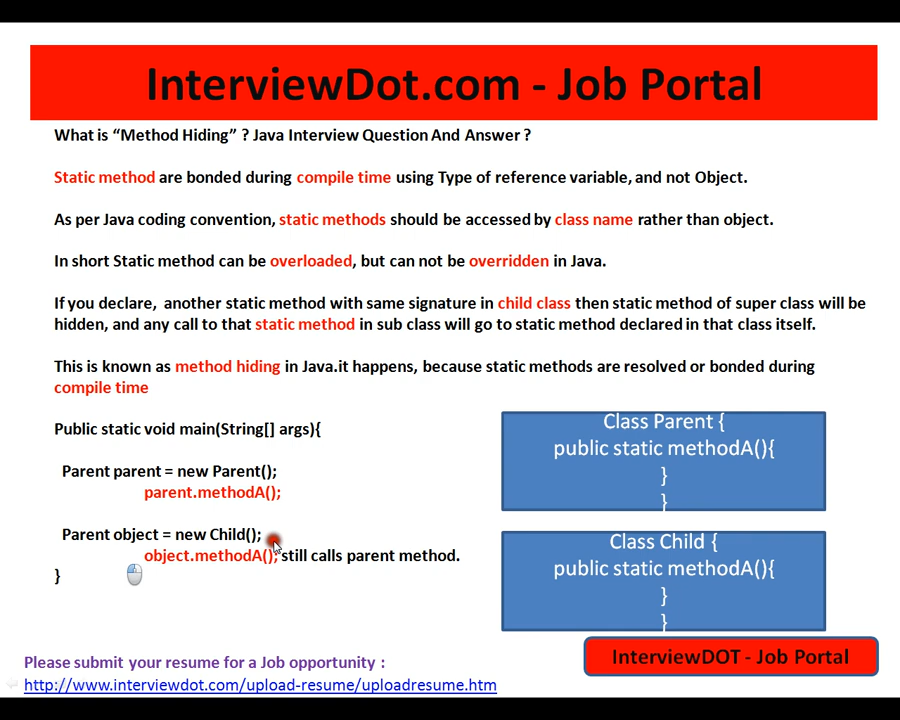 InterviewDot.com - Job Portal
What is “Method Hiding” ? Java Interview Question And Answer ?
Static method are bonded during compile time using Type of reference variable, and not Object.
As per Java coding convention, static methods should be accessed by class name rather than object.
In short Static method can be overloaded, but can not be overridden in Java.
If you declare, another static method with same signature in child class then static method of super class will be
hidden, and any call to that static method in sub class will go to static method declared in that class itself.
This is known as method hiding in Java.it happens, because static methods are resolved or bonded during
compile time
Public static void main(String[] args){
Parent parent = new Parent();
parent.methodA();
Parent object = new Child();
object.methodA(); still calls parent method.
}
Class Parent {
public static methodA(){
}
}
Class Child {
public static methodA(){
}
}
InterviewDOT - Job Portal
Please submit your resume for a Job opportunity :
http://www.interviewdot.com/upload-resume/uploadresume.htm